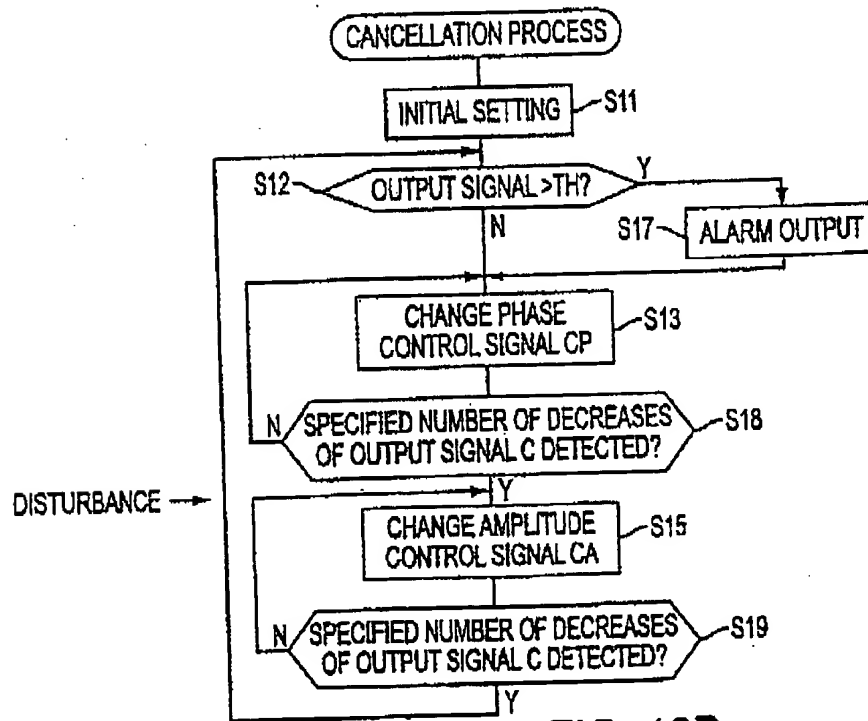 CANCELLATION PROCESS
INITIAL SETTING
S11
S12
OUTPUT SIGNAL >TH?
Y
N
S17
ALARM OUTPUT
CHANGE PHASE
CONTROL SIGNAL CP
S13
N
SPECIFIED NUMBER OF DECREASES
OF OUTPUT SIGNAL C DETECTED?
S18
Y
DISTURBANCE
CHANGE AMPLITUDE
CONTROL SIGNAL CA
S15
N
SPECIFIED NUMBER OF DECREASES
OF OUTPUT SIGNAL C DETECTED?
S19
Y